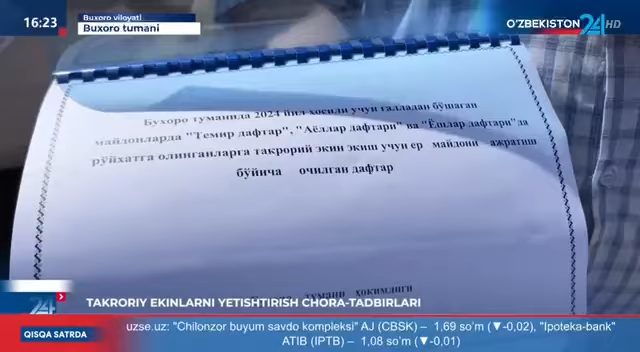 16:23
Buxoro viloyati
Buxoro tumani
O'ZBEKISTON 24 HD
Бухоро туманида 2024 йил ҳосили учун ғалладан бўшаган
майдонларда "Темир дафтар", "Аёллар дафтари" ва "Ёшлар дафтари"да
рўйхатга олинганларга такрорий экин экиш учун ер майдони ажратиш
бўйича очилган дафтар
тумани ҳокимлиги
24
TAKRORIY EKINLARNI YETISHTIRISH CHORA-TADBIRLARI
QISQA SATRDA
uzse.uz: "Chilonzor buyum savdo kompleksi" AJ (CBSK) – 1,69 so'm (▼-0,02), "Ipoteka-bank"
ATIB (IPTB) – 1,08 so'm (▼-0,01)